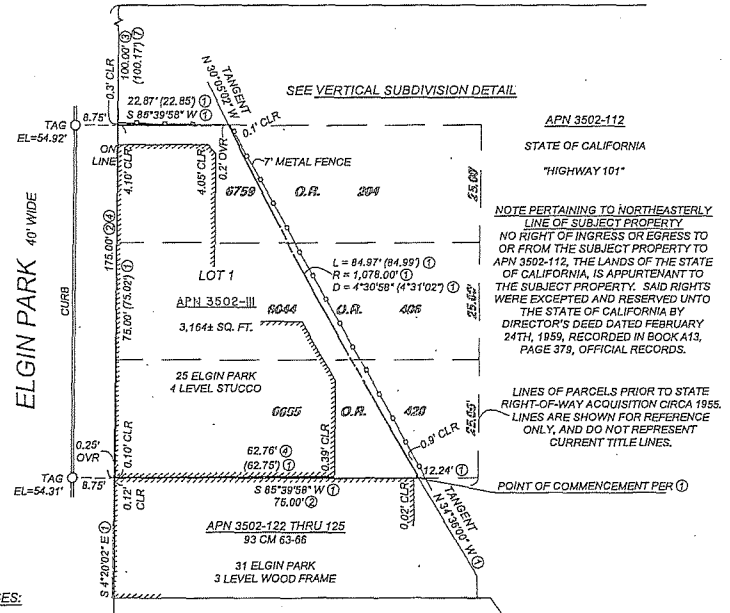 100.00' ③
(100.17') ⑦
0.3' CLR
22.87' (22.85') ①
S 85°39'58" W ①
TANGENT
N 30°05'02" W
SEE VERTICAL SUBDIVISION DETAIL
TAG
EL=54.92'
8.75'
0.1' CLR
ON
LINE
4.10' CLR
4.05' CLR
0.2' OVR
7' METAL FENCE
6759 O.R. 204
25.00'
APN 3502-112
STATE OF CALIFORNIA
"HIGHWAY 101"
NOTE PERTAINING TO NORTHEASTERLY
LINE OF SUBJECT PROPERTY
NO RIGHT OF INGRESS OR EGRESS TO
OR FROM THE SUBJECT PROPERTY TO
APN 3502-112, THE LANDS OF THE STATE
OF CALIFORNIA, IS APPURTENANT TO
THE SUBJECT PROPERTY. SAID RIGHTS
WERE EXCEPTED AND RESERVED UNTO
THE STATE OF CALIFORNIA BY
DIRECTOR'S DEED DATED FEBRUARY
24TH, 1959, RECORDED IN BOOK A13,
PAGE 379, OFFICIAL RECORDS.
ELGIN PARK 40' WIDE
CURB
175.00' ②④
75.00' (75.02') ①
LOT 1
APN 3502-111
3,164± SQ. FT.
L = 84.97' (84.99') ①
R = 1,078.00' ①
D = 4°30'58" (4°31'02") ①
O.R. 406
25.00'
25 ELGIN PARK
4 LEVEL STUCCO
O.R. 420
LINES OF PARCELS PRIOR TO STATE
RIGHT-OF-WAY ACQUISITION CIRCA 1955.
LINES ARE SHOWN FOR REFERENCE
ONLY, AND DO NOT REPRESENT
CURRENT TITLE LINES.
0.25'
OVR
0.10' CLR
62.76' ④
(62.75') ①
0.39' CLR
0.9' CLR
TAG
EL=54.31'
8.75'
0.12'
CLR
S 85°39'58" W ①
75.00' ②
12.24' ①
POINT OF COMMENCEMENT PER ①
0.02' CLR
TANGENT
N 34°36'00" W ①
S 4°20'02" E ①
APN 3502-122 THRU 125
93 CM 63-66
31 ELGIN PARK
3 LEVEL WOOD FRAME